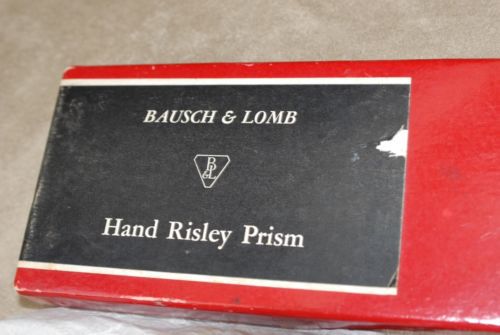 BAUSCH & LOMB
B
&L
Hand Risley Prism